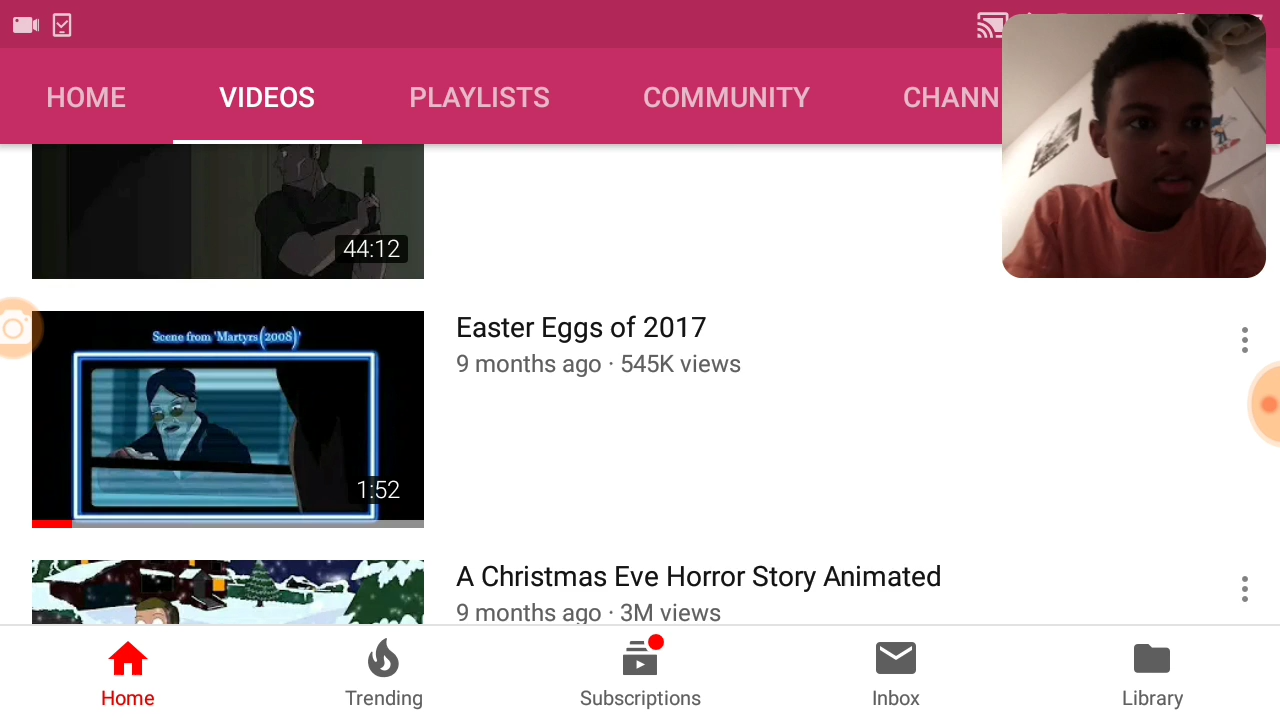 HOME VIDEOS PLAYLISTS COMMUNITY CHANN
44:12
Scene from 'Martyrs(2008)'
1:52
Easter Eggs of 2017
9 months ago · 545K views
A Christmas Eve Horror Story Animated
9 months ago · 3M views
Home Trending Subscriptions Inbox Library